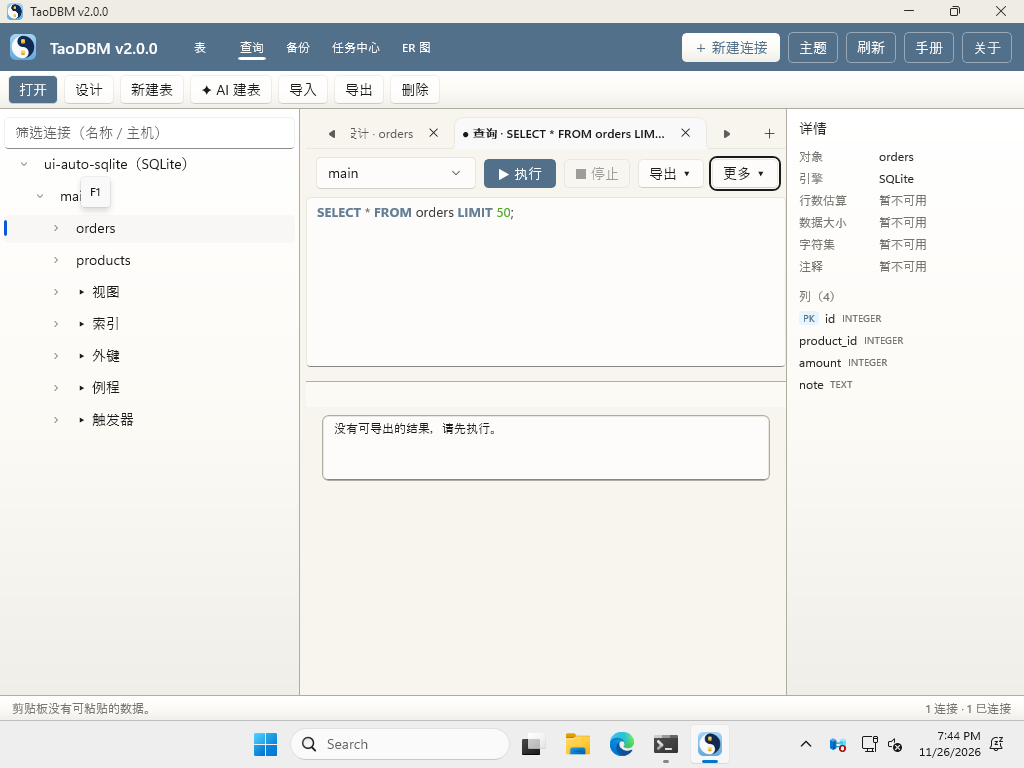 TaoDBM v2.0.0
TaoDBM v2.0.0
表
查询
备份
任务中心
ER 图
+ 新建连接
主题
刷新
手册
关于
打开
设计
新建表
✦ AI 建表
导入
导出
删除
筛选连接（名称 / 主机）
ui-auto-sqlite（SQLite）
mai
F1
orders
products
视图
索引
外键
例程
触发器
设计 · orders
● 查询 · SELECT * FROM orders LIM...
main
执行
停止
导出
更多
SELECT * FROM orders LIMIT 50;
没有可导出的结果，请先执行。
详情
对象 orders
引擎 SQLite
行数估算 暂不可用
数据大小 暂不可用
字符集 暂不可用
注释 暂不可用
列（4）
PK id INTEGER
product_id INTEGER
amount INTEGER
note TEXT
剪贴板没有可粘贴的数据。
1 连接 · 1 已连接
Search
7:44 PM
11/26/2026